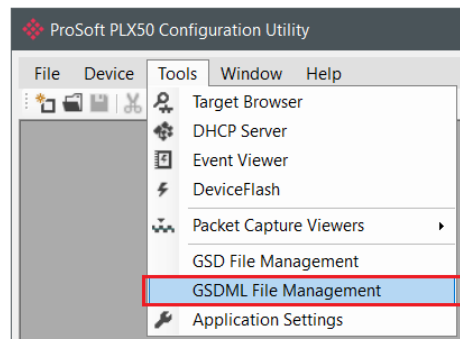 ProSoft PLX50 Configuration Utility
File Device Tools Window Help
Target Browser
DHCP Server
Event Viewer
DeviceFlash
Packet Capture Viewers
GSD File Management
GSDML File Management
Application Settings